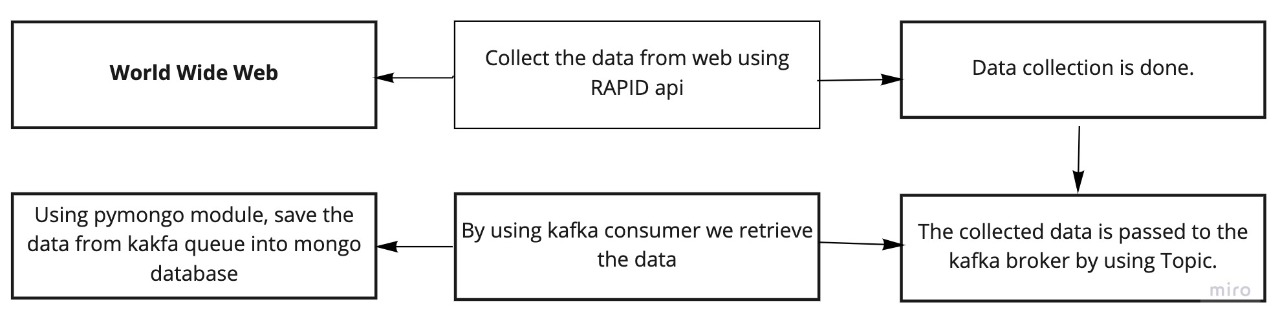 World Wide Web
Collect the data from web using
RAPID api
Data collection is done.
Using pymongo module, save the
data from kakfa queue into mongo
database
By using kafka consumer we retrieve
the data
The collected data is passed to the
kafka broker by using Topic.
miro